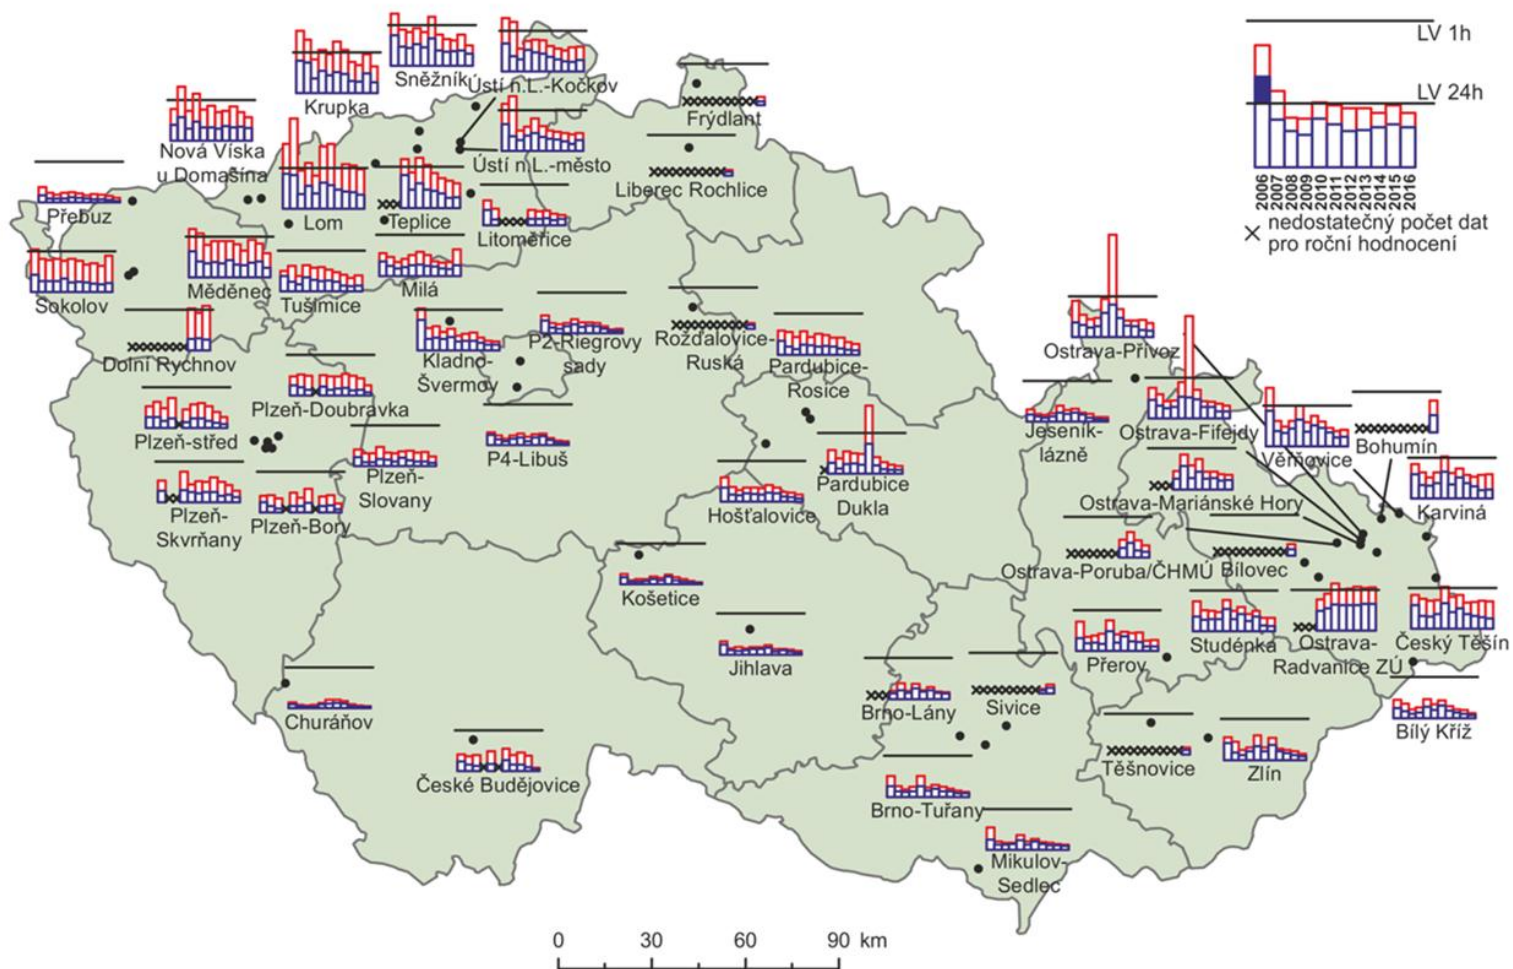 LV 1h
LV 24h
2006
2007
2008
2009
2010
2011
2012
2013
2014
2015
2016
nedostatečný počet dat
pro roční hodnocení
Sněžník
Ústí n.L.-Kočkov
Krupka
Frýdlant
Nová Víska
u Domašína
Ústí n.L.-město
Liberec Rochlice
Přebuz
Lom
Teplice
Litoměřice
Sokolov
Měděnec
Tušimice
Milá
Dolní Rychnov
Kladno-
Švermov
P2-Riegrovy
sady
Rožďalovice-
Ruská
Pardubice-
Rosice
Ostrava-Přívoz
Plzeň-Doubravka
Plzeň-střed
P4-Libuš
Plzeň-
Slovany
Jeseník-
lázně
Ostrava-Fifejdy
Věřňovice
Bohumín
Plzeň-
Skvrňany
Plzeň-Bory
Hošťalovice
Pardubice
Dukla
Ostrava-Mariánské Hory
Karviná
Ostrava-Poruba/ČHMÚ
Bílovec
Košetice
Jihlava
Přerov
Studénka
Ostrava-
Radvanice ZÚ
Český Těšín
Churáňov
Brno-Lány
Sivice
Bílý Kříž
České Budějovice
Těšnovice
Zlín
Brno-Tuřany
Mikulov-
Sedlec
0 30 60 90 km